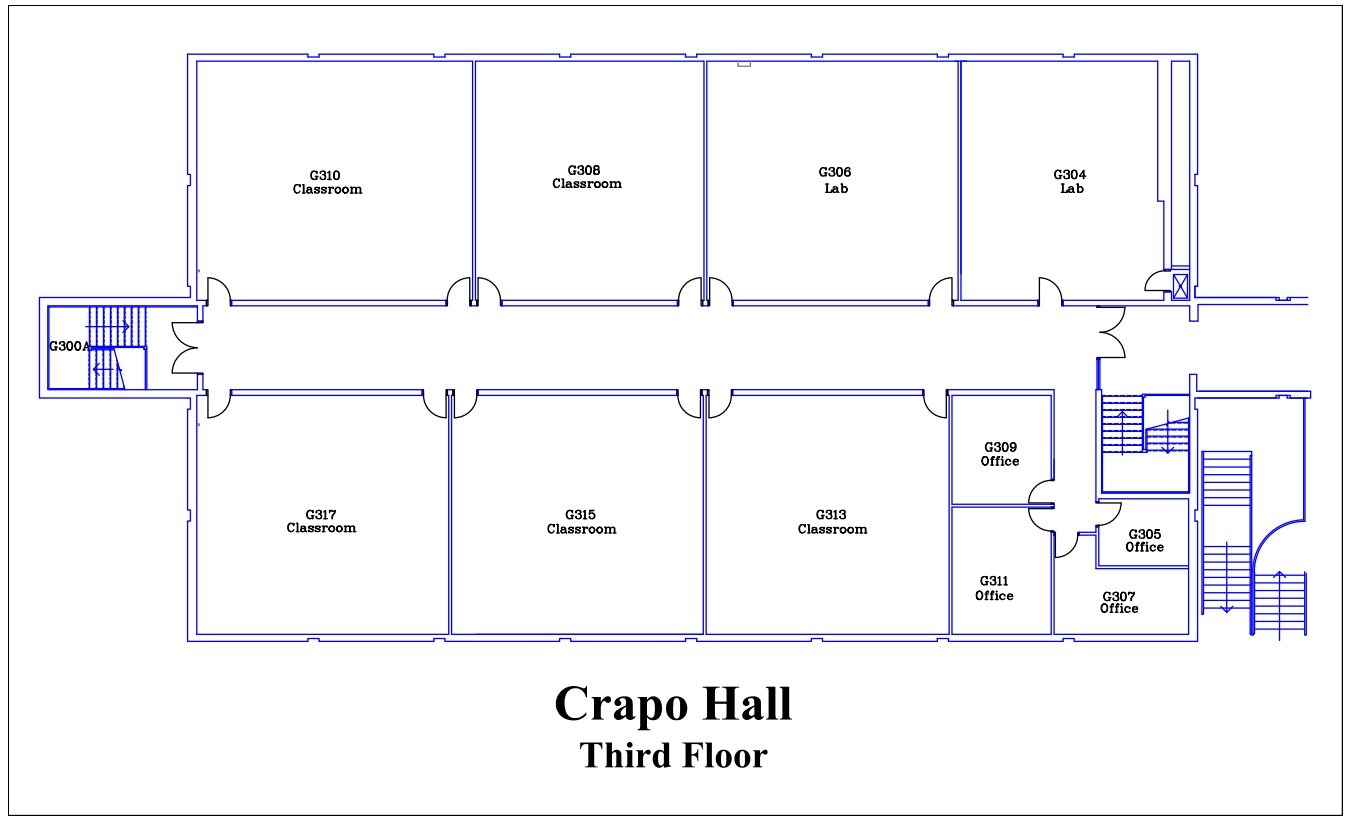 G310
Classroom
G308
Classroom
G306
Lab
G304
Lab
G300A
G317
Classroom
G315
Classroom
G313
Classroom
G309
Office
G311
Office
G305
Office
G307
Office
Crapo Hall
Third Floor